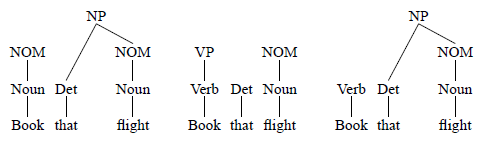 NP NP
NOM NOM VP NOM NOM
Noun Det Noun Verb Det Noun Verb Det Noun
Book that flight Book that flight Book that flight